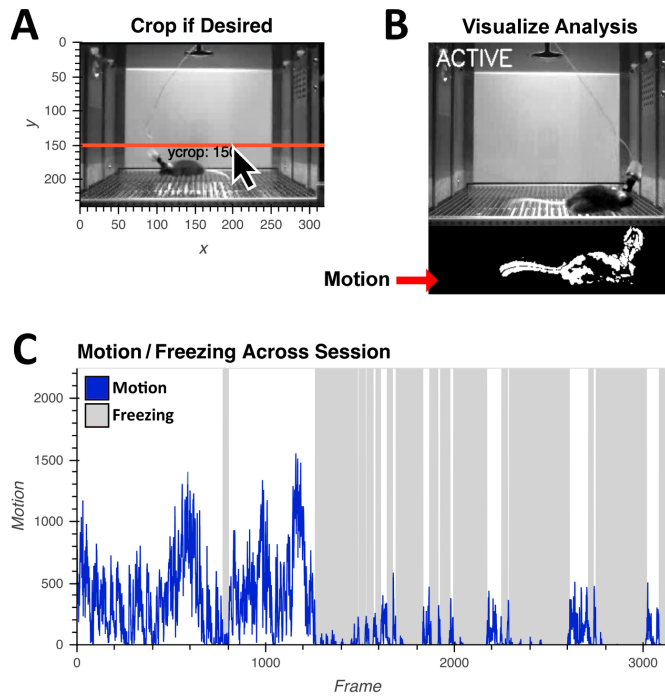 A
Crop if Desired
0
50
100
150
200
y
ycrop: 150
0 50 100 150 200 250 300
x
B
Visualize Analysis
ACTIVE
Motion
C
Motion / Freezing Across Session
Motion
Freezing
2000
1500
1000
500
0
Motion
0 1000 2000 3000
Frame